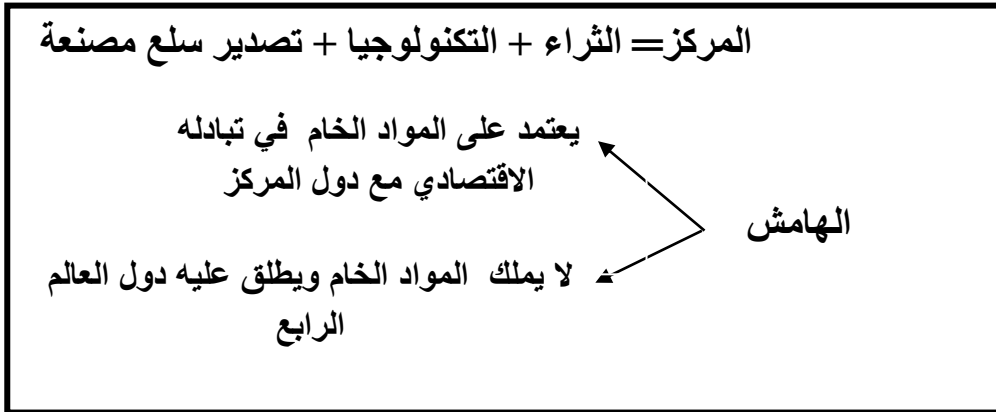 المركز= الثراء + التكنولوجيا + تصدير سلع مصنعة
يعتمد على المواد الخام في تبادله
الاقتصادي مع دول المركز
الهامش
لا يملك المواد الخام ويطلق عليه دول العالم
الرابع